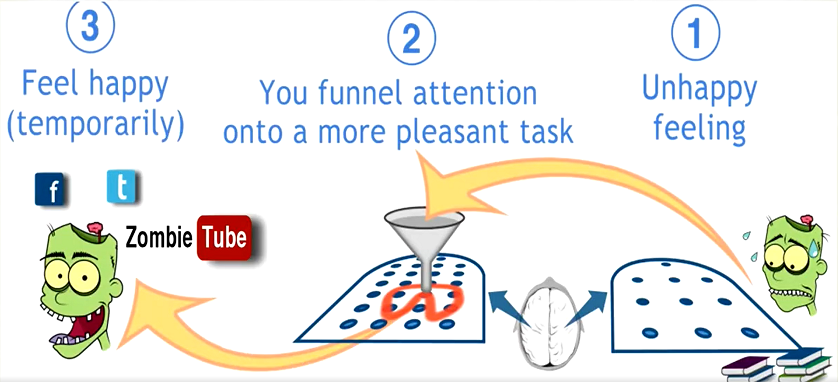 3
Feel happy
(temporarily)
2
You funnel attention
onto a more pleasant task
1
Unhappy
feeling
f
t
Zombie Tube